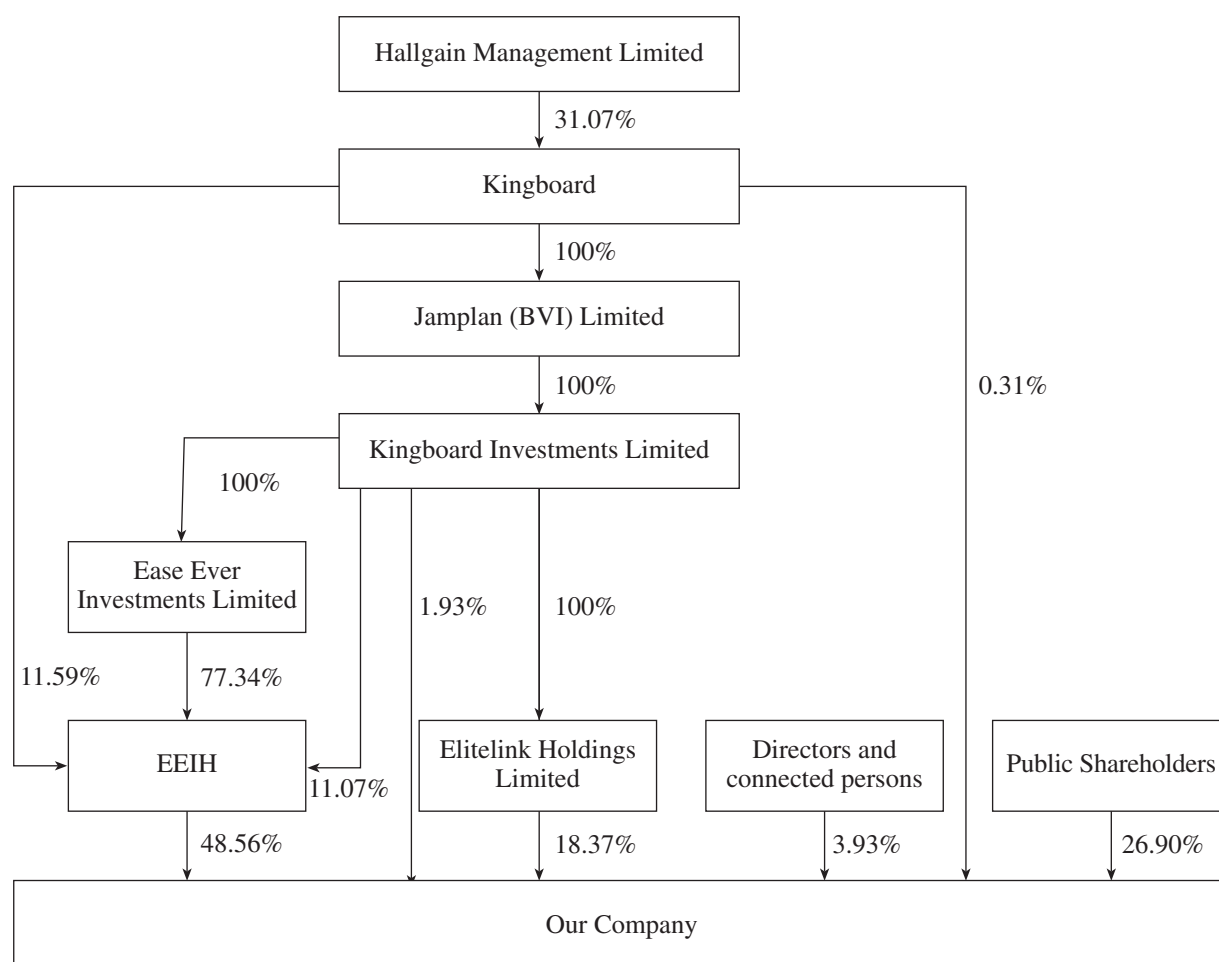 Hallgain Management Limited
31.07%
Kingboard
100%
Jamplan (BVI) Limited
100%
0.31%
Kingboard Investments Limited
100%
Ease Ever
Investments Limited
1.93%
100%
11.59%
77.34%
EEIH
11.07%
Elitelink Holdings
Limited
Directors and
connected persons
Public Shareholders
48.56%
18.37%
3.93%
26.90%
Our Company